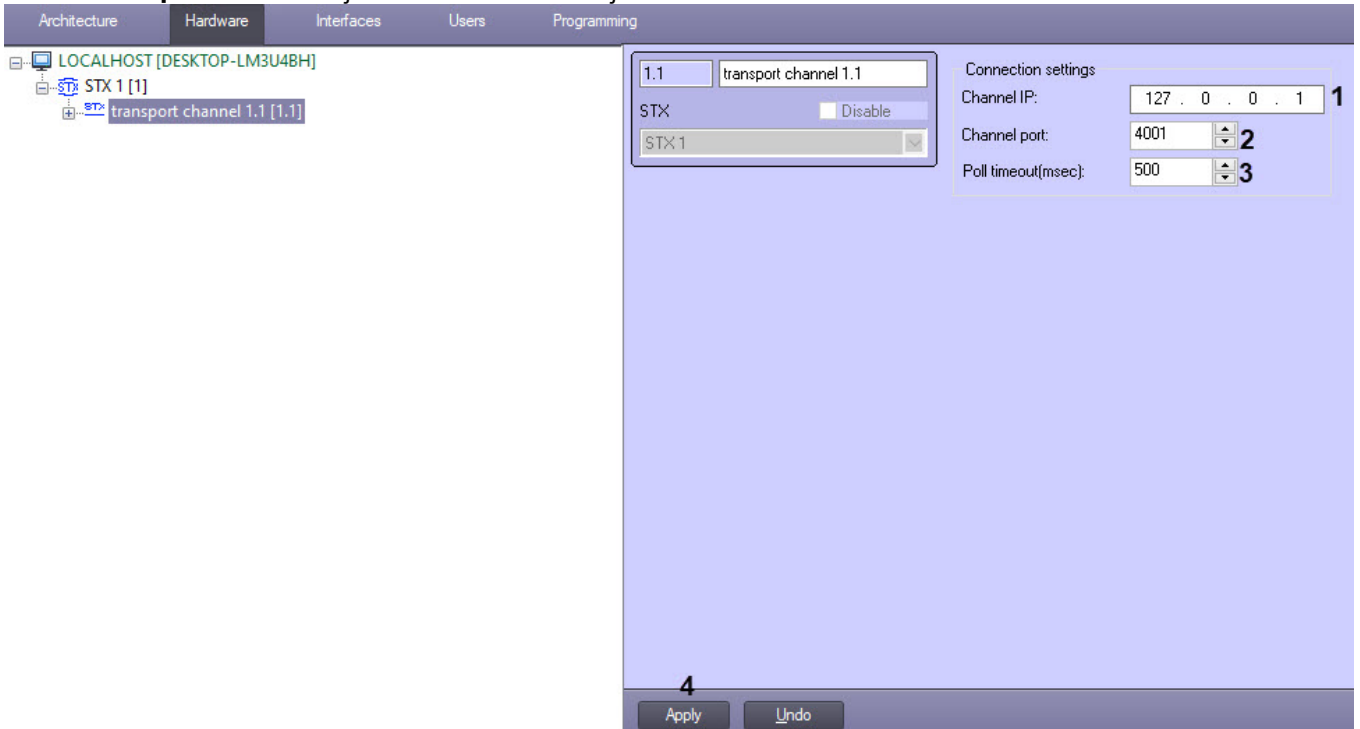 Architecture Hardware Interfaces Users Programming
LOCALHOST [DESKTOP-LM3U4BH]
STX STX 1 [1]
STX transport channel 1.1 [1.1]
1.1 transport channel 1.1
STX Disable
STX 1
Connection settings
Channel IP: 127 . 0 . 0 . 1 1
Channel port: 4001 2
Poll timeout(msec): 500 3
4
Apply Undo